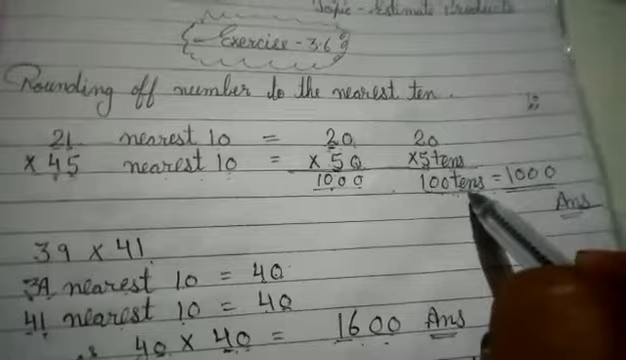 Topic - Estimate Products
Exercise - 3.6
Rounding off number to the nearest ten.
21 nearest 10 = 20 20
× 45 nearest 10 = × 50 ×5 tens
1000 100 tens = 1000
Ans
39 × 41
39 nearest 10 = 40
41 nearest 10 = 40
40 × 40 = 1600 Ans